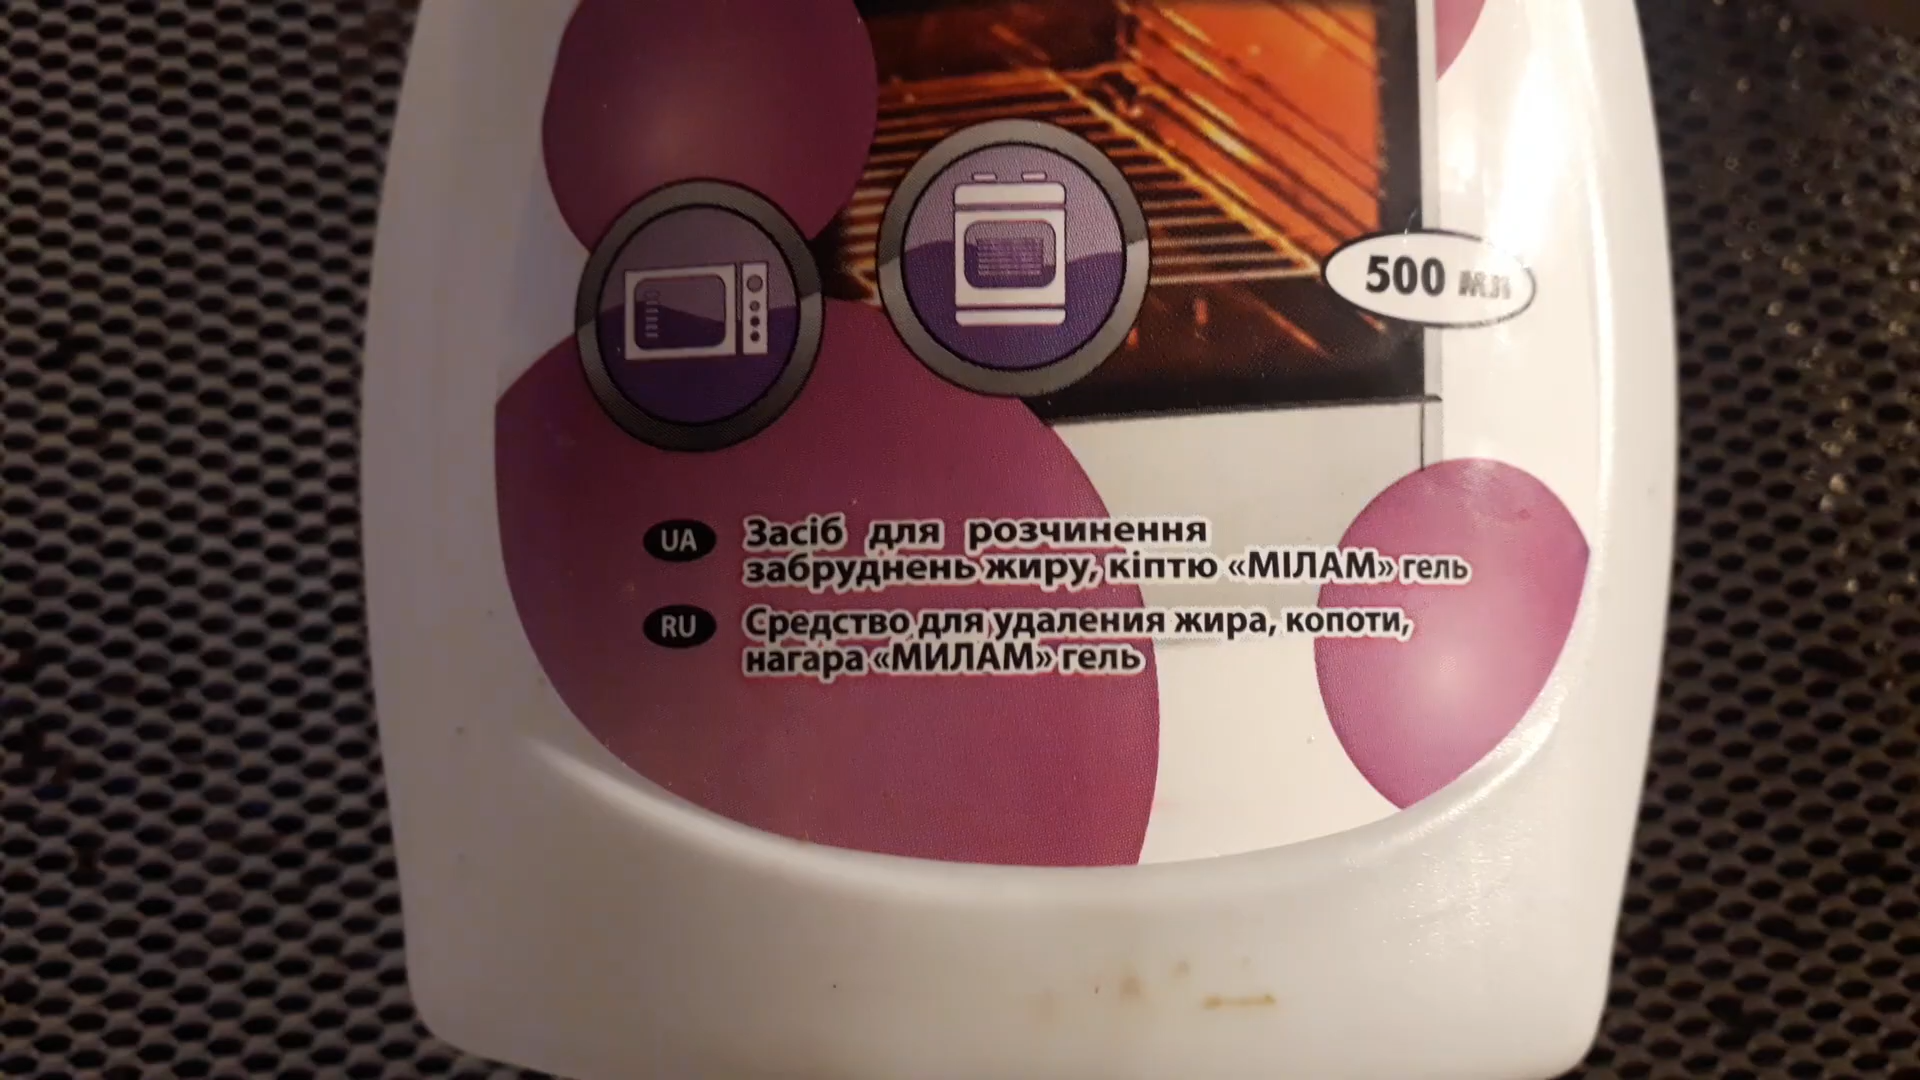 500 мл
UA Засіб для розчинення
забруднень жиру, кіптю «МІЛАМ» гель
RU Средство для удаления жира, копоти,
нагара «МИЛАМ» гель